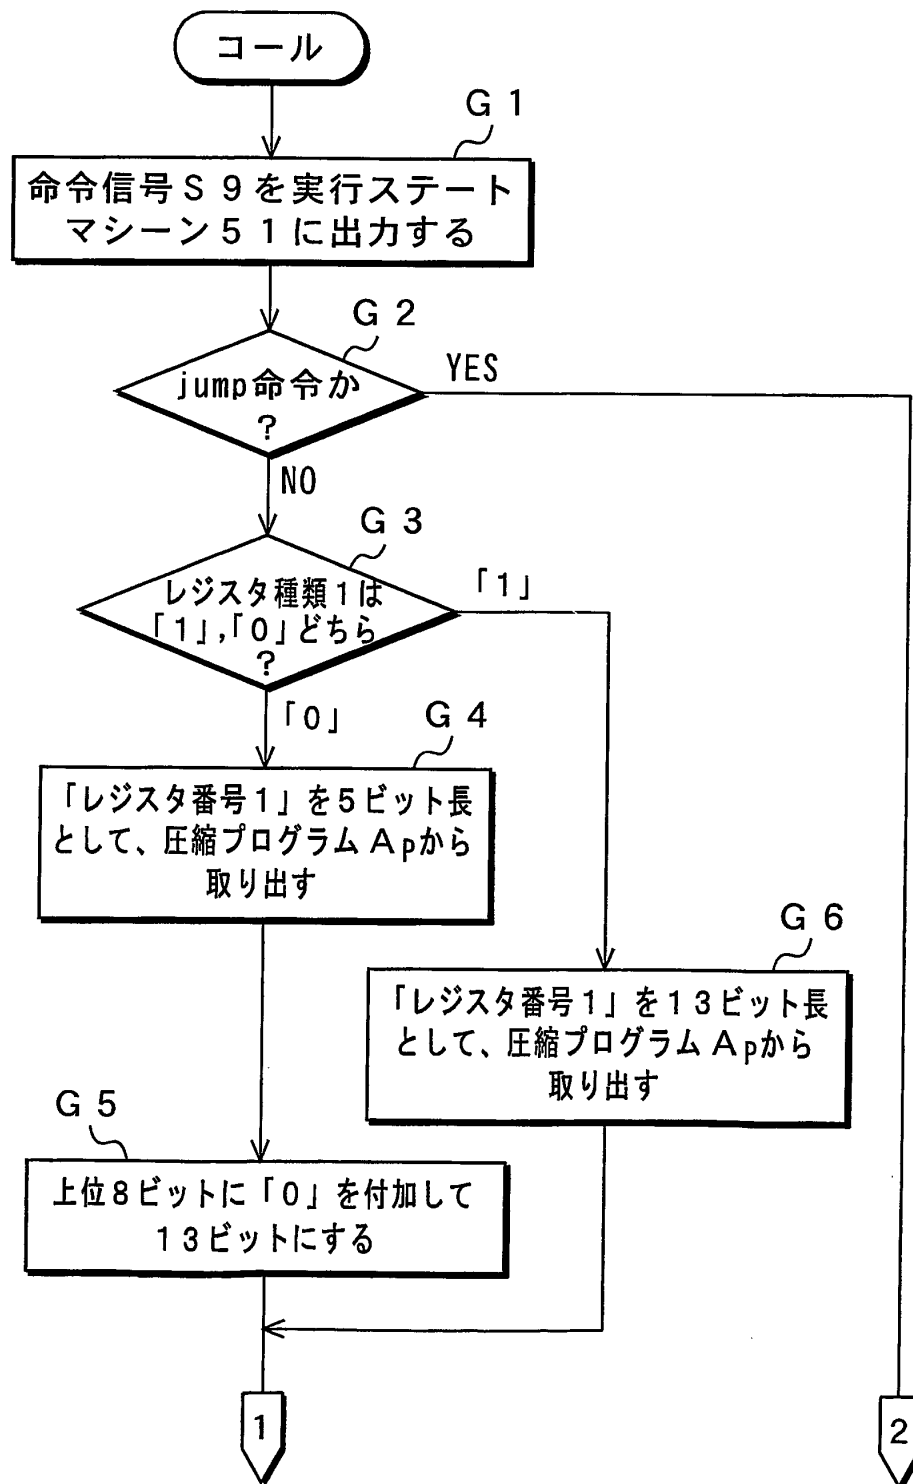 コール
G 1
命令信号S 9を実行ステート
マシーン5 1に出力する
G 2
jump命令か
?
YES
NO
G 3
レジスタ種類1は
「1」,「0」どちら
?
「1」
「0」
G 4
「レジスタ番号1」を5ビット長
として、圧縮プログラムApから
取り出す
G 6
「レジスタ番号1」を13ビット長
として、圧縮プログラムApから
取り出す
G 5
上位8ビットに「0」を付加して
13ビットにする
1
2